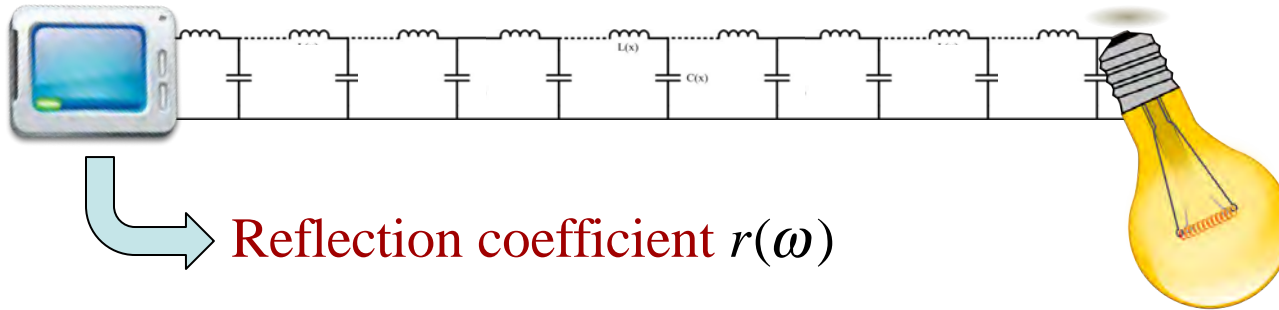 L(x)
C(x)
Reflection coefficient r(ω)